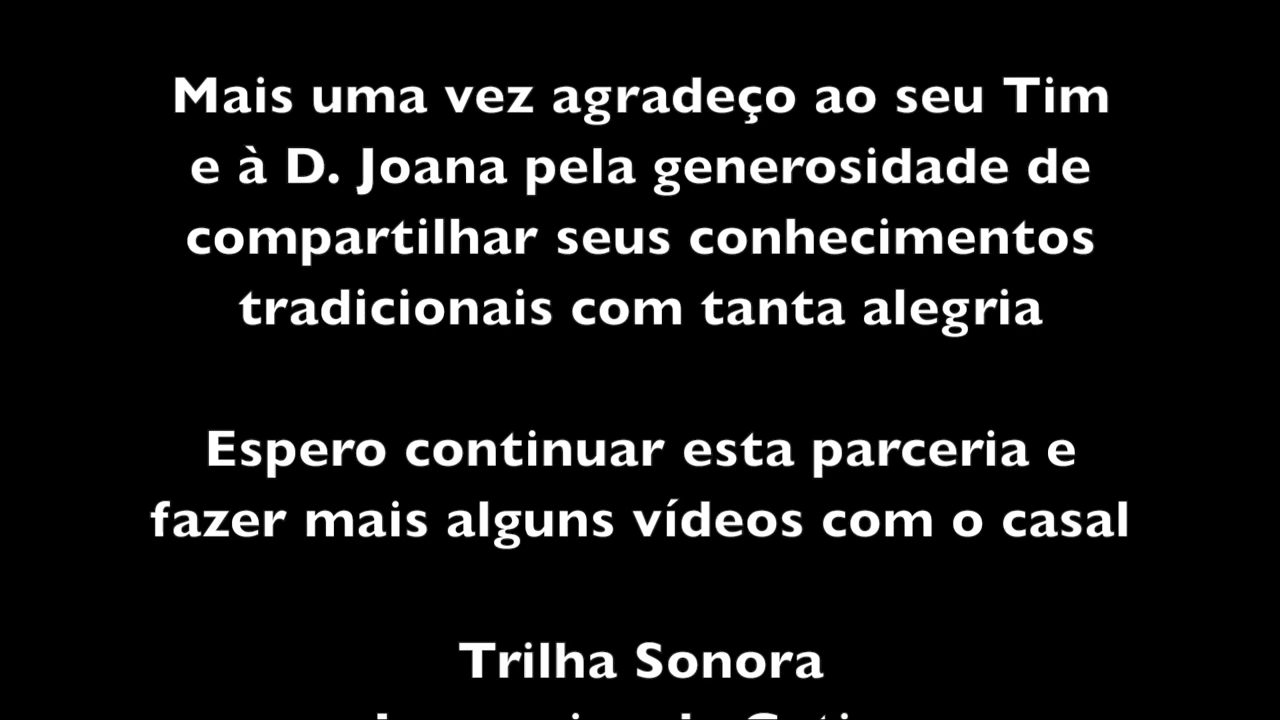 Mais uma vez agradeço ao seu Tim
e à D. Joana pela generosidade de
compartilhar seus conhecimentos
tradicionais com tanta alegria
Espero continuar esta parceria e
fazer mais alguns vídeos com o casal
Trilha Sonora